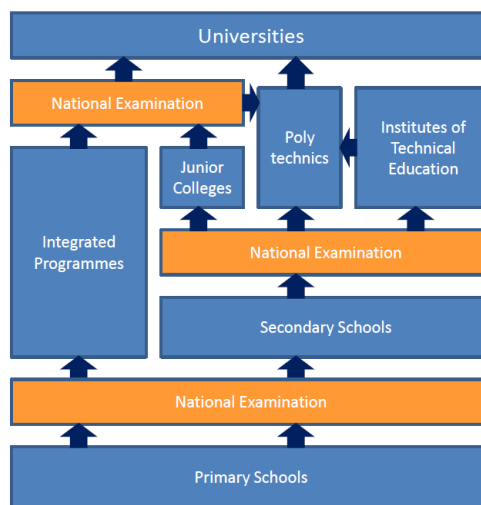 Universities
National Examination
Poly
technics
Institutes of
Technical
Education
Junior
Colleges
Integrated
Programmes
National Examination
Secondary Schools
National Examination
Primary Schools